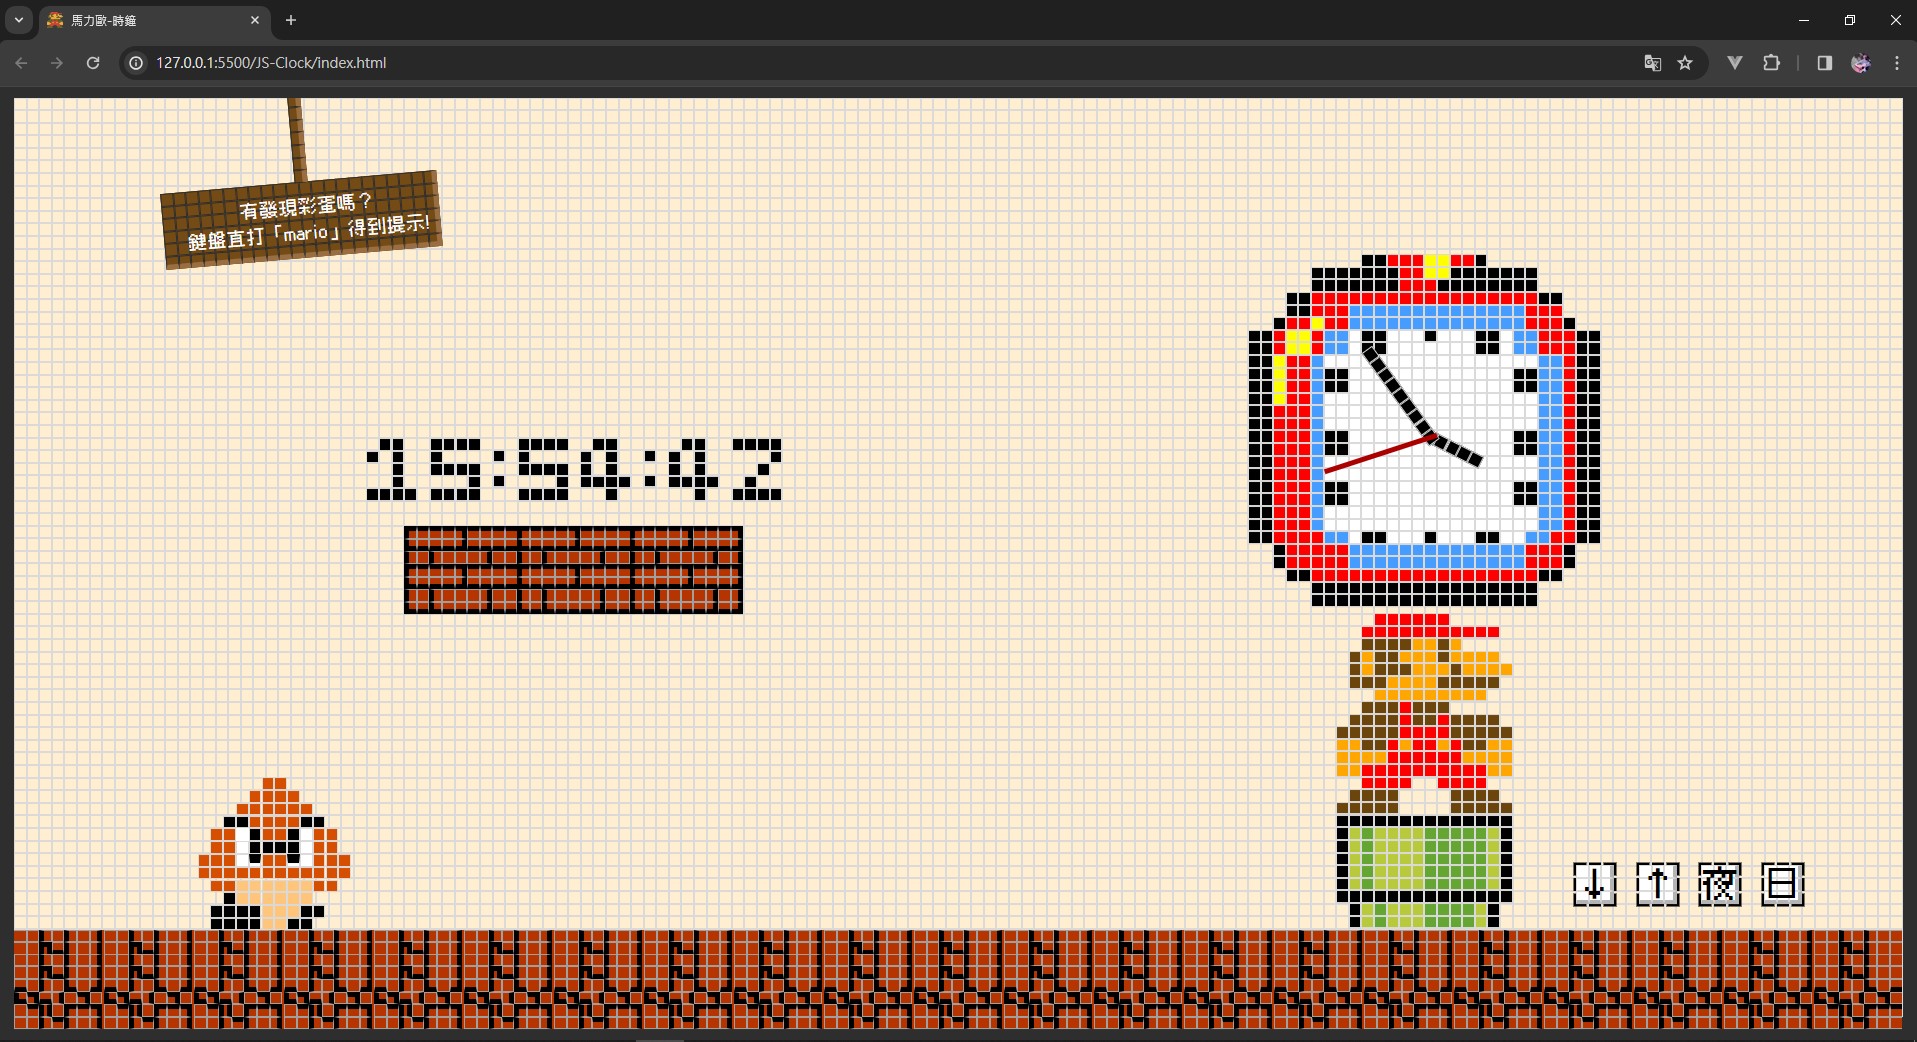 馬力歐-時鐘
127.0.0.1:5500/JS-Clock/index.html
有發現彩蛋嗎？
鍵盤直打「mario」得到提示!
15:54:42
↓ ↑ 夜 日